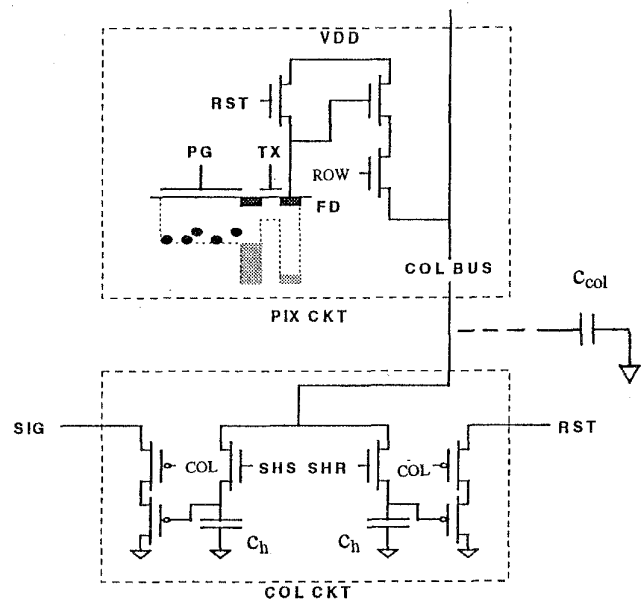 VDD
RST
PG TX
ROW
FD
COL BUS
C_col
PIX CKT
SIG RST
COL SHS SHR COL
C_h C_h
COL CKT